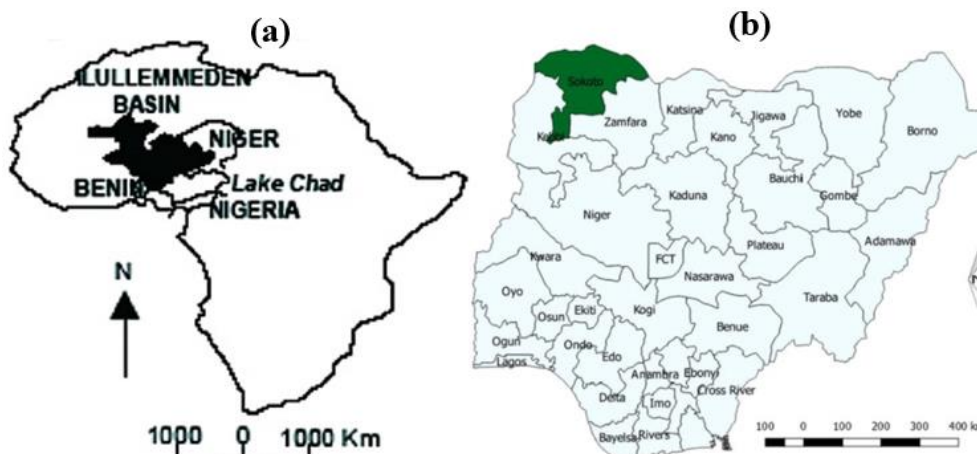 (a)
ILULLEMMEDEN
BASIN
NIGER
BENIN
Lake Chad
NIGERIA
N
1000 0 1000 Km
(b)
Sokoto
Kebbi
Zamfara
Katsina
Kano
Jigawa
Yobe
Borno
Niger
Kaduna
Bauchi
Gombe
Adamawa
Kwara
FCT
Plateau
Nasarawa
Taraba
Oyo
Osun
Ekiti
Kogi
Benue
Ogun
Lagos
Ondo
Edo
Anambra
Ebonyi
Cross River
Delta
Imo
Bayelsa
Rivers
100 0 100 200 300 400 km